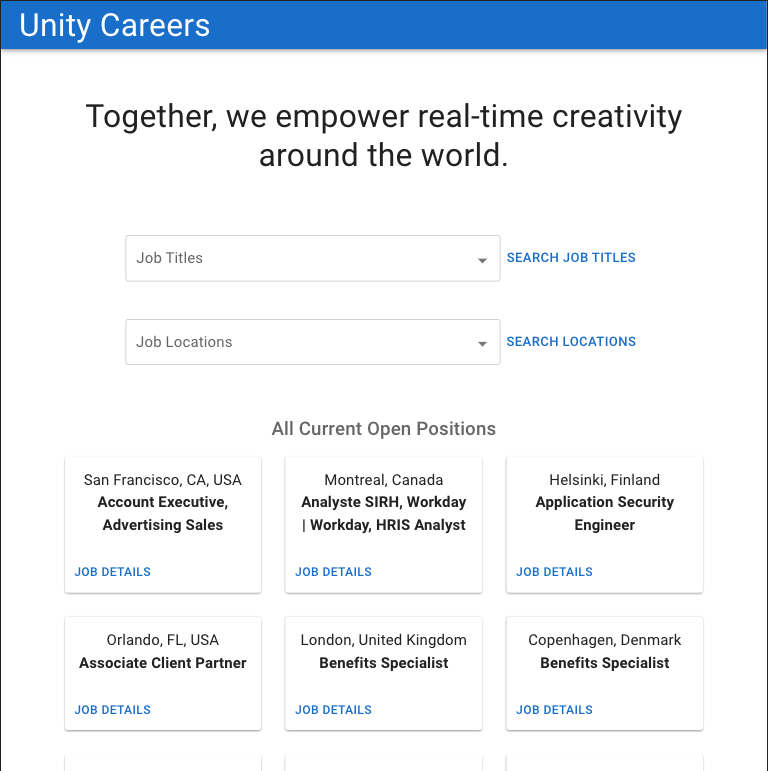 Unity Careers
Together, we empower real-time creativity
around the world.
Job Titles
SEARCH JOB TITLES
Job Locations
SEARCH LOCATIONS
All Current Open Positions
San Francisco, CA, USA
Account Executive,
Advertising Sales
JOB DETAILS
Montreal, Canada
Analyste SIRH, Workday
| Workday, HRIS Analyst
JOB DETAILS
Helsinki, Finland
Application Security
Engineer
JOB DETAILS
Orlando, FL, USA
Associate Client Partner
JOB DETAILS
London, United Kingdom
Benefits Specialist
JOB DETAILS
Copenhagen, Denmark
Benefits Specialist
JOB DETAILS